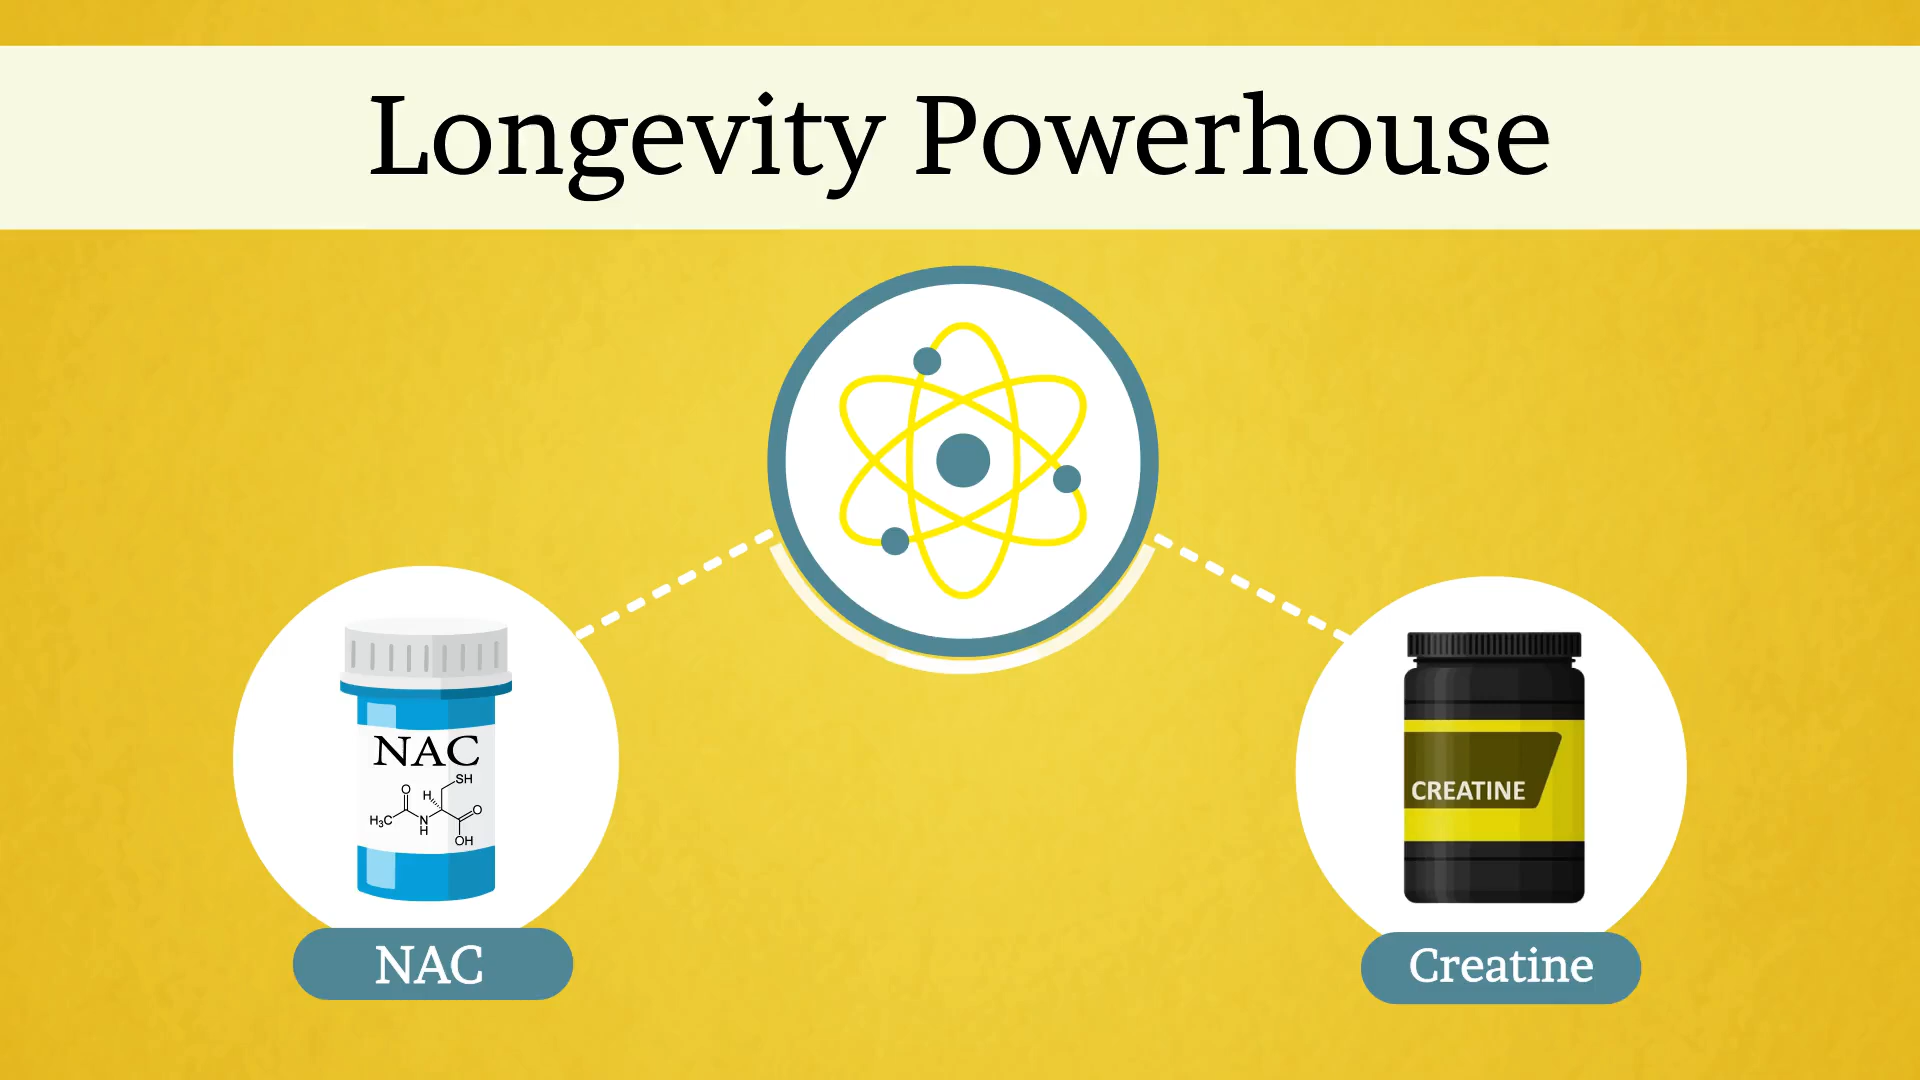 Longevity Powerhouse
NAC
SH
O
H
O
H₃C
N
H
OH
CREATINE
NAC
Creatine